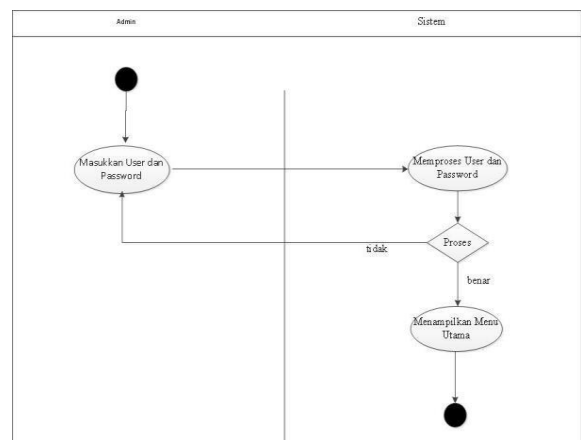 Admin
Sistem
Masukkan User dan
Password
Memproses User dan
Password
Proses
tidak
benar
Menampilkan Menu
Utama